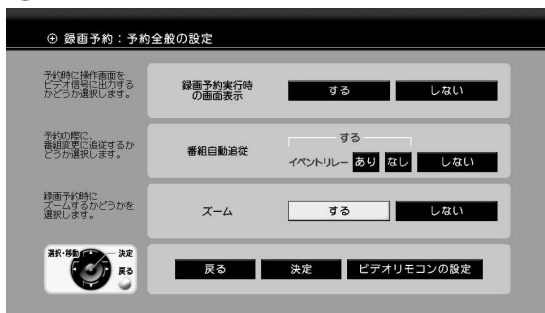 録画予約：予約全般の設定
予約時に操作画面を
ビデオ信号に出力する
かどうか選択します。
録画予約実行時
の画面表示
する
しない
予約の際に、
番組変更に追従するか
どうか選択します。
番組自動追従
する
イベントリレー あり なし
しない
録画予約時に
ズームするかどうかを
選択します。
ズーム
する
しない
選択・移動
決定
戻る
戻る
決定
ビデオリモコンの設定